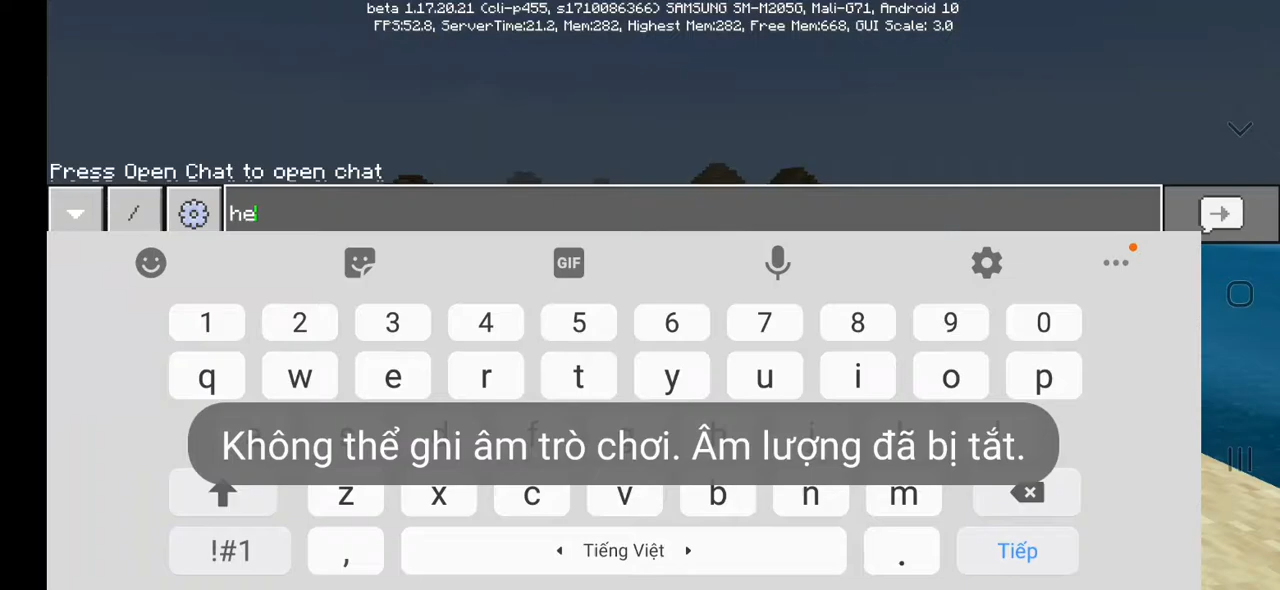 beta 1.17.20.21 (cli-p455, s1710086366) SAMSUNG SM-M205G, Mali-G71, Android 10
FPS:52.8, ServerTime:21.2, Mem:282, Highest Mem:282, Free Mem:668, GUI Scale: 3.0
Press Open Chat to open chat
/
he
GIF
1 2 3 4 5 6 7 8 9 0
q w e r t y u i o p
Không thể ghi âm trò chơi. Âm lượng đã bị tắt.
z x c v b n m
!#1 , Tiếng Việt . Tiếp